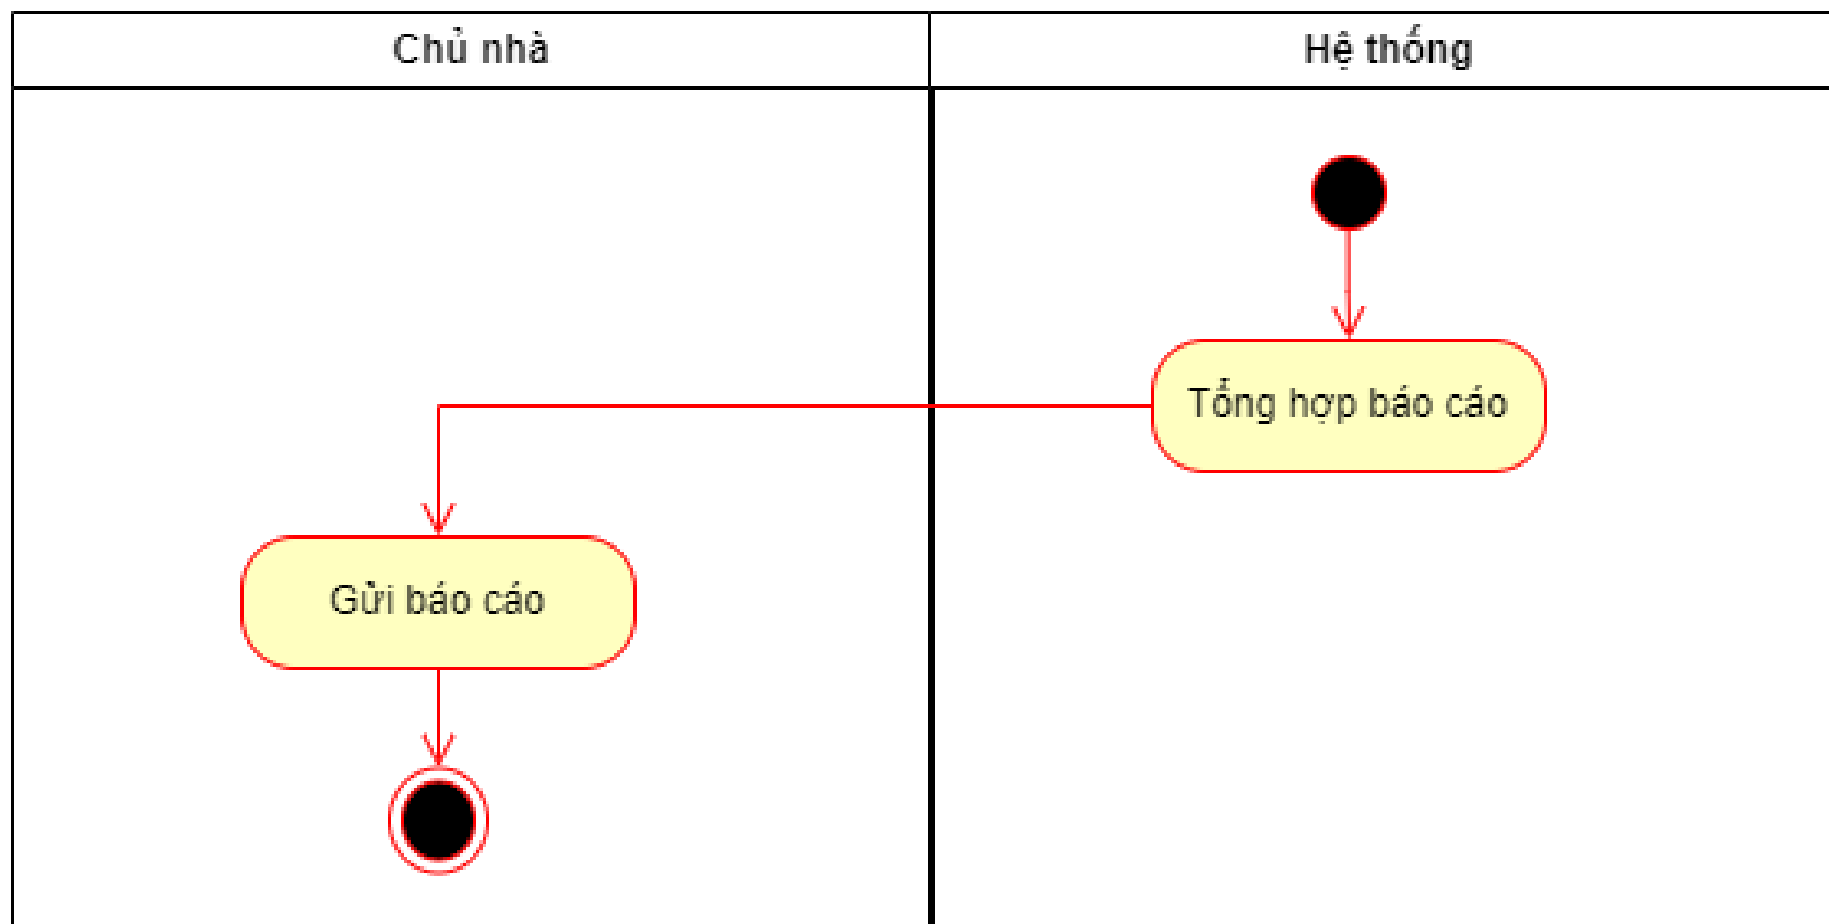 Chủ nhà
Hệ thống
Tổng hợp báo cáo
Gửi báo cáo